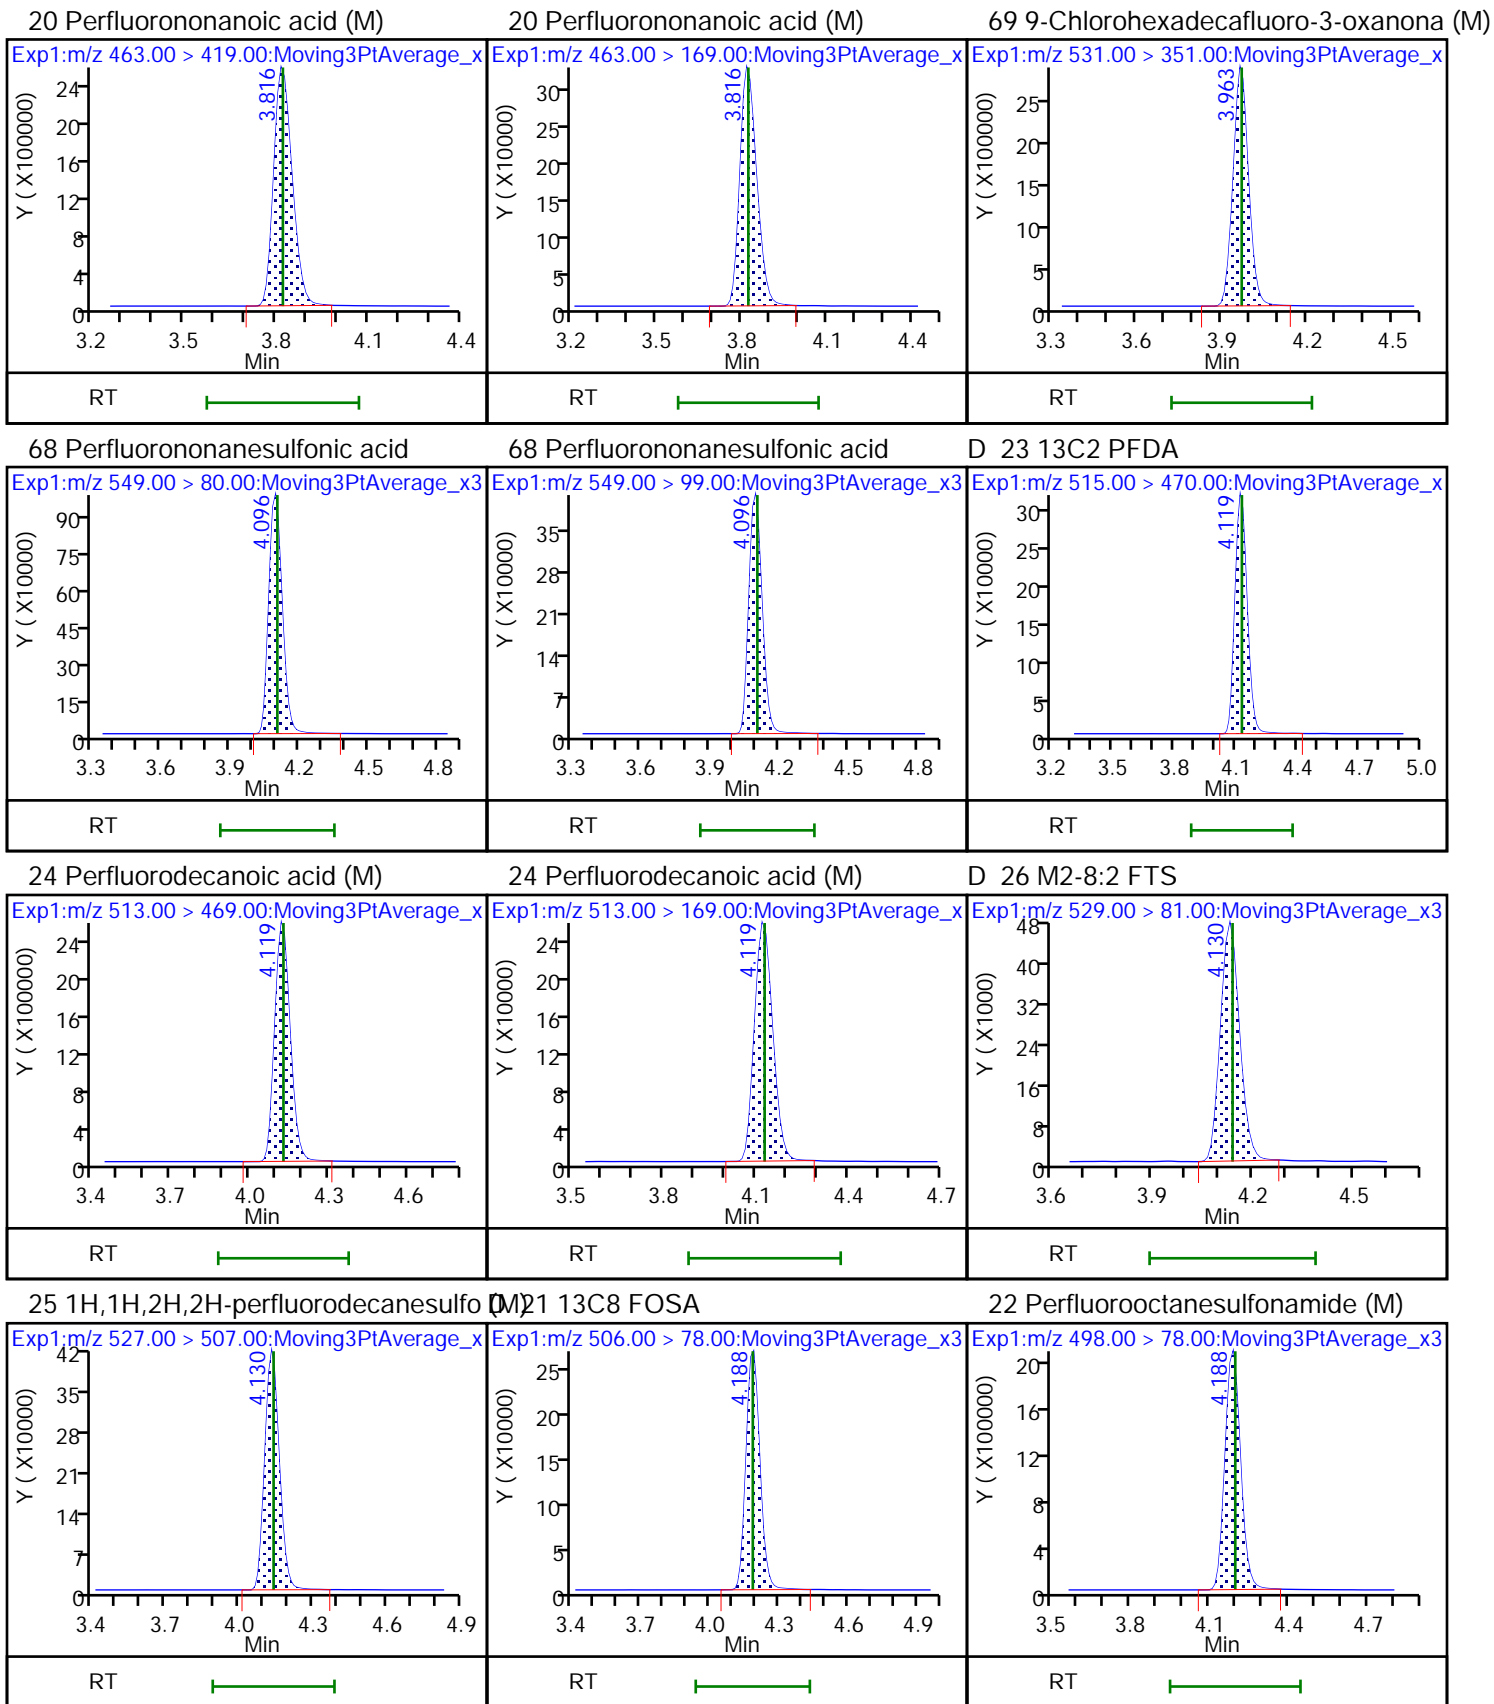 20 Perfluorononanoic acid (M)
Exp1:m/z 463.00 > 419.00:Moving3PtAverage_x
Y ( X100000)
24
20
16
12
8
4
0
3.816
3.2 3.5 3.8 4.1 4.4
Min
RT
20 Perfluorononanoic acid (M)
Exp1:m/z 463.00 > 169.00:Moving3PtAverage_x
Y ( X10000)
30
25
20
15
10
5
0
3.816
3.2 3.5 3.8 4.1 4.4
Min
RT
69 9-Chlorohexadecafluoro-3-oxanona (M)
Exp1:m/z 531.00 > 351.00:Moving3PtAverage_x
Y ( X100000)
25
20
15
10
5
0
3.963
3.3 3.6 3.9 4.2 4.5
Min
RT
68 Perfluorononanesulfonic acid
Exp1:m/z 549.00 > 80.00:Moving3PtAverage_x3
Y ( X10000)
90
75
60
45
30
15
0
4.096
3.3 3.6 3.9 4.2 4.5 4.8
Min
RT
68 Perfluorononanesulfonic acid
Exp1:m/z 549.00 > 99.00:Moving3PtAverage_x3
Y ( X10000)
35
28
21
14
7
0
4.096
3.3 3.6 3.9 4.2 4.5 4.8
Min
RT
D 23 13C2 PFDA
Exp1:m/z 515.00 > 470.00:Moving3PtAverage_x
Y ( X10000)
30
25
20
15
10
5
0
4.119
3.2 3.5 3.8 4.1 4.4 4.7 5.0
Min
RT
24 Perfluorodecanoic acid (M)
Exp1:m/z 513.00 > 469.00:Moving3PtAverage_x
Y ( X100000)
24
20
16
12
8
4
0
4.119
3.4 3.7 4.0 4.3 4.6
Min
RT
24 Perfluorodecanoic acid (M)
Exp1:m/z 513.00 > 169.00:Moving3PtAverage_x
Y ( X10000)
24
20
16
12
8
4
0
4.119
3.5 3.8 4.1 4.4 4.7
Min
RT
D 26 M2-8:2 FTS
Exp1:m/z 529.00 > 81.00:Moving3PtAverage_x3
Y ( X1000)
48
40
32
24
16
8
0
4.130
3.6 3.9 4.2 4.5
Min
RT
25 1H,1H,2H,2H-perfluorodecanesulfo (M)
Exp1:m/z 527.00 > 507.00:Moving3PtAverage_x
Y ( X10000)
42
35
28
21
14
7
0
4.130
3.4 3.7 4.0 4.3 4.6 4.9
Min
RT
D 21 13C8 FOSA
Exp1:m/z 506.00 > 78.00:Moving3PtAverage_x3
Y ( X100000)
25
20
15
10
5
0
4.188
3.4 3.7 4.0 4.3 4.6 4.9
Min
RT
22 Perfluorooctanesulfonamide (M)
Exp1:m/z 498.00 > 78.00:Moving3PtAverage_x3
Y ( X100000)
20
16
12
8
4
0
4.188
3.5 3.8 4.1 4.4 4.7
Min
RT